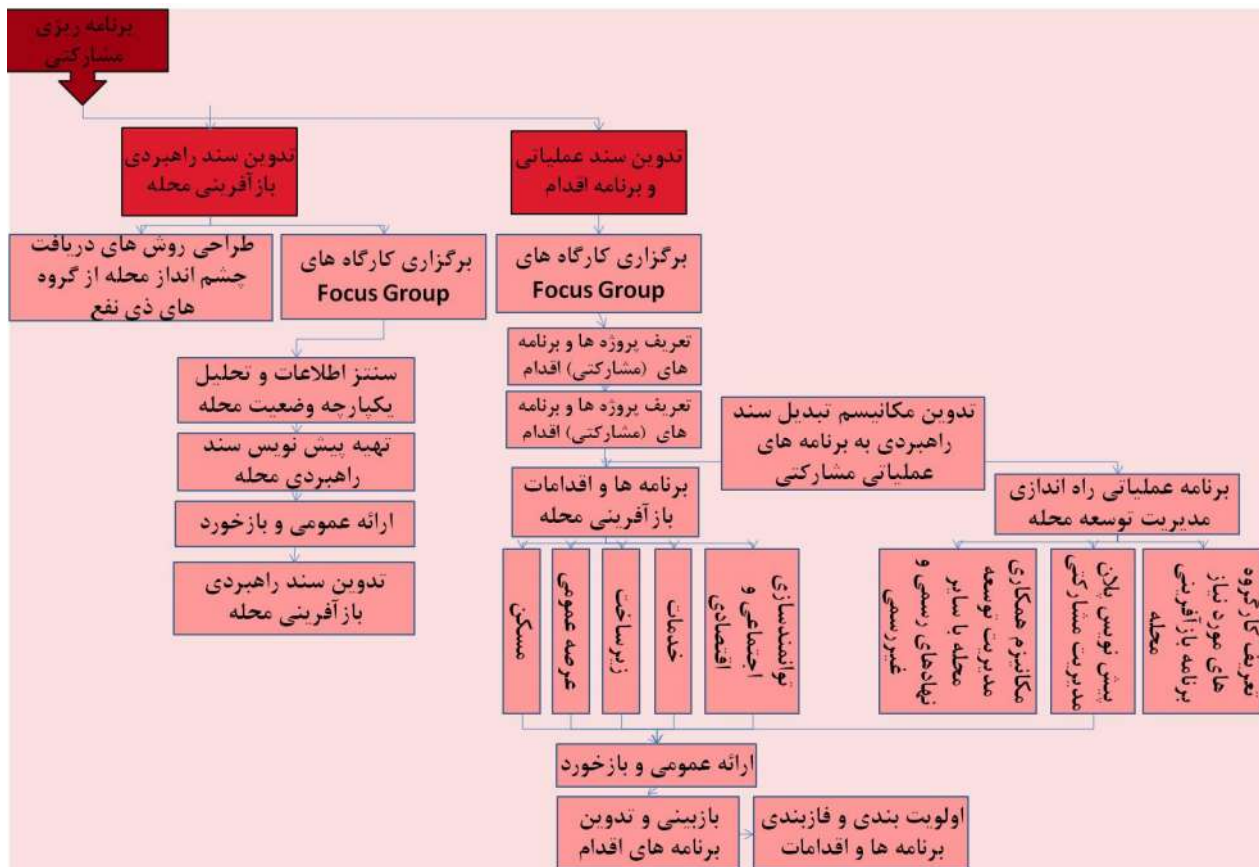 برنامه ریزی
مشارکتی
تدوین سند راهبردی
بازآفرینی محله
تدوین سند عملیاتی
و برنامه اقدام
طراحی روش های دریافت
چشم انداز محله از گروه
های ذی نفع
برگزاری کارگاه های
Focus Group
برگزاری کارگاه های
Focus Group
سنتز اطلاعات و تحلیل
یکپارچه وضعیت محله
تهیه پیش نویس سند
راهبردی محله
ارائه عمومی و بازخورد
تدوین سند راهبردی
بازآفرینی محله
تعریف پروژه ها و برنامه
های (مشارکتی) اقدام
تعریف پروژه ها و برنامه
های (مشارکتی) اقدام
تدوین مکانیسم تبدیل سند
راهبردی به برنامه های
عملیاتی مشارکتی
برنامه ها و اقدامات
بازآفرینی محله
برنامه عملیاتی راه اندازی
مدیریت توسعه محله
تعریف کارگروه
های مورد نیاز
برنامه بازآفرینی
محله
پیش نویس پلان
مدیریت مشارکتی
مکانیزم همکاری
مدیریت توسعه
محله با سایر
نهادهای رسمی و
غیررسمی
توانمندسازی
اجتماعی و
اقتصادی
خدمات
زیرساخت
عرصه عمومی
مسکن
ارائه عمومی و بازخورد
بازبینی و تدوین
برنامه های اقدام
اولویت بندی و فازبندی
برنامه ها و اقدامات